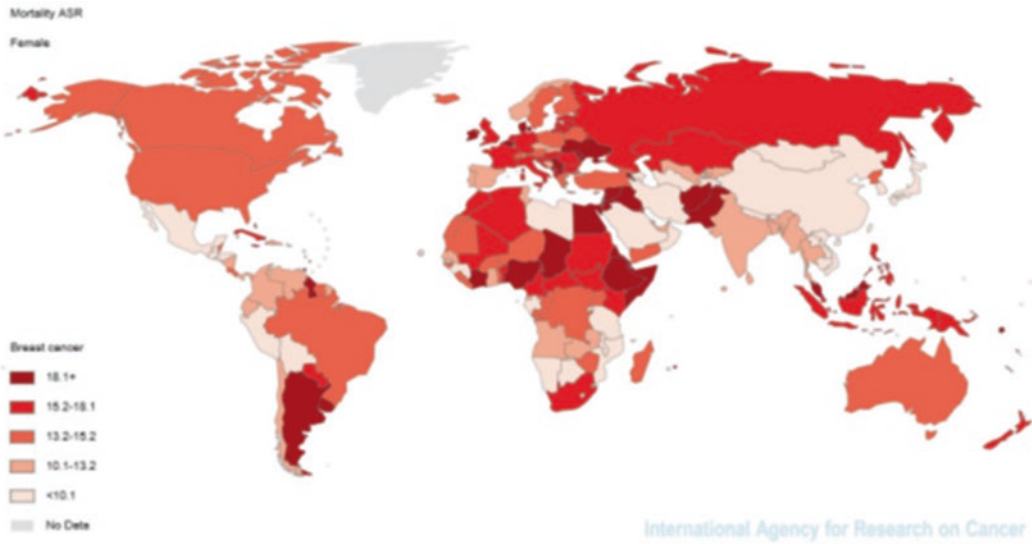 Mortality ASR
Female
Breast cancer
18.1+
15.2-18.1
13.2-15.2
10.1-13.2
<10.1
No Data
International Agency for Research on Cancer